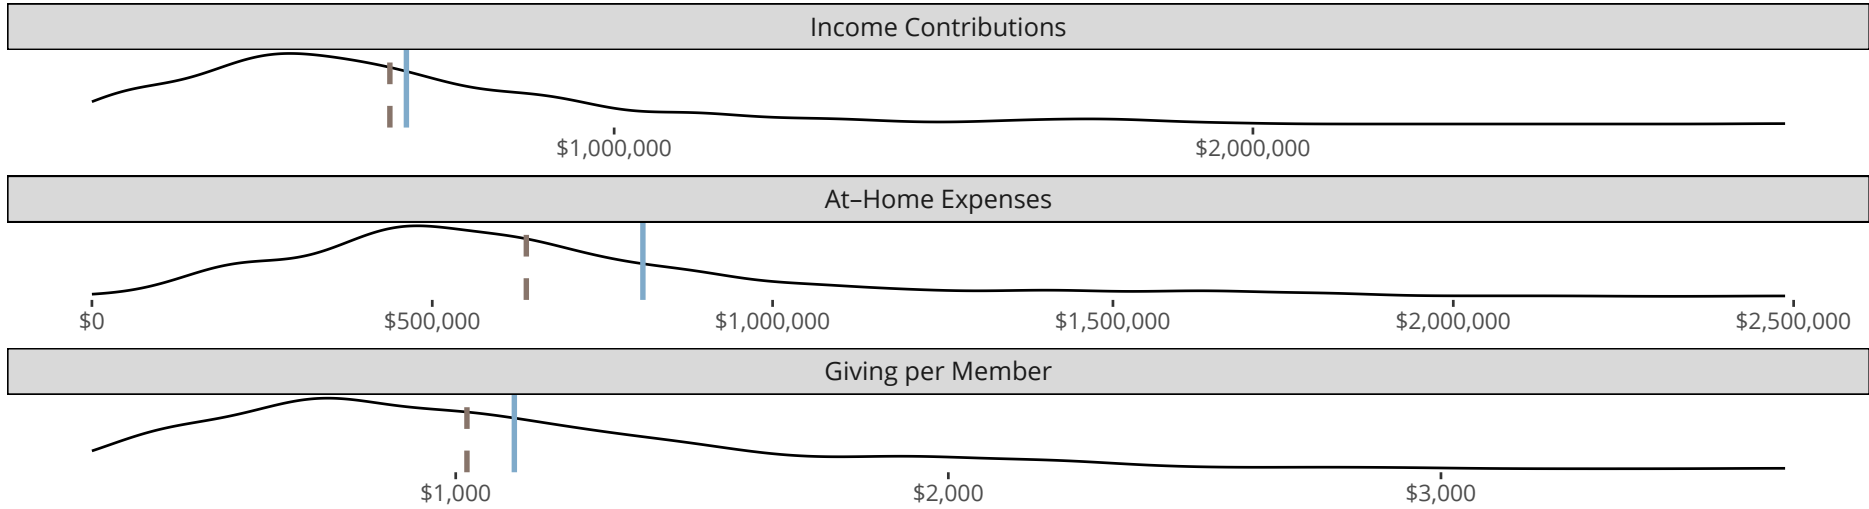 Income Contributions
$1,000,000 $2,000,000
At–Home Expenses
$0 $500,000 $1,000,000 $1,500,000 $2,000,000 $2,500,000
Giving per Member
$1,000 $2,000 $3,000